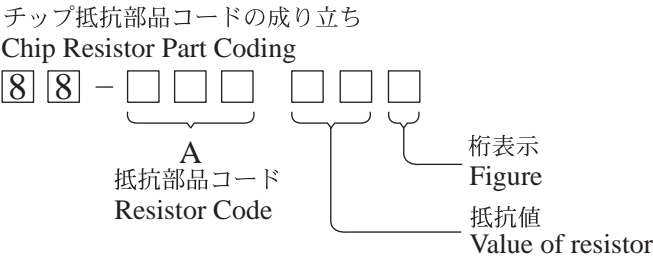 チップ抵抗部品コードの成り立ち
Chip Resistor Part Coding
8 8 － □ □ □ □ □ □
A
抵抗部品コード
Resistor Code
桁表示
Figure
抵抗値
Value of resistor